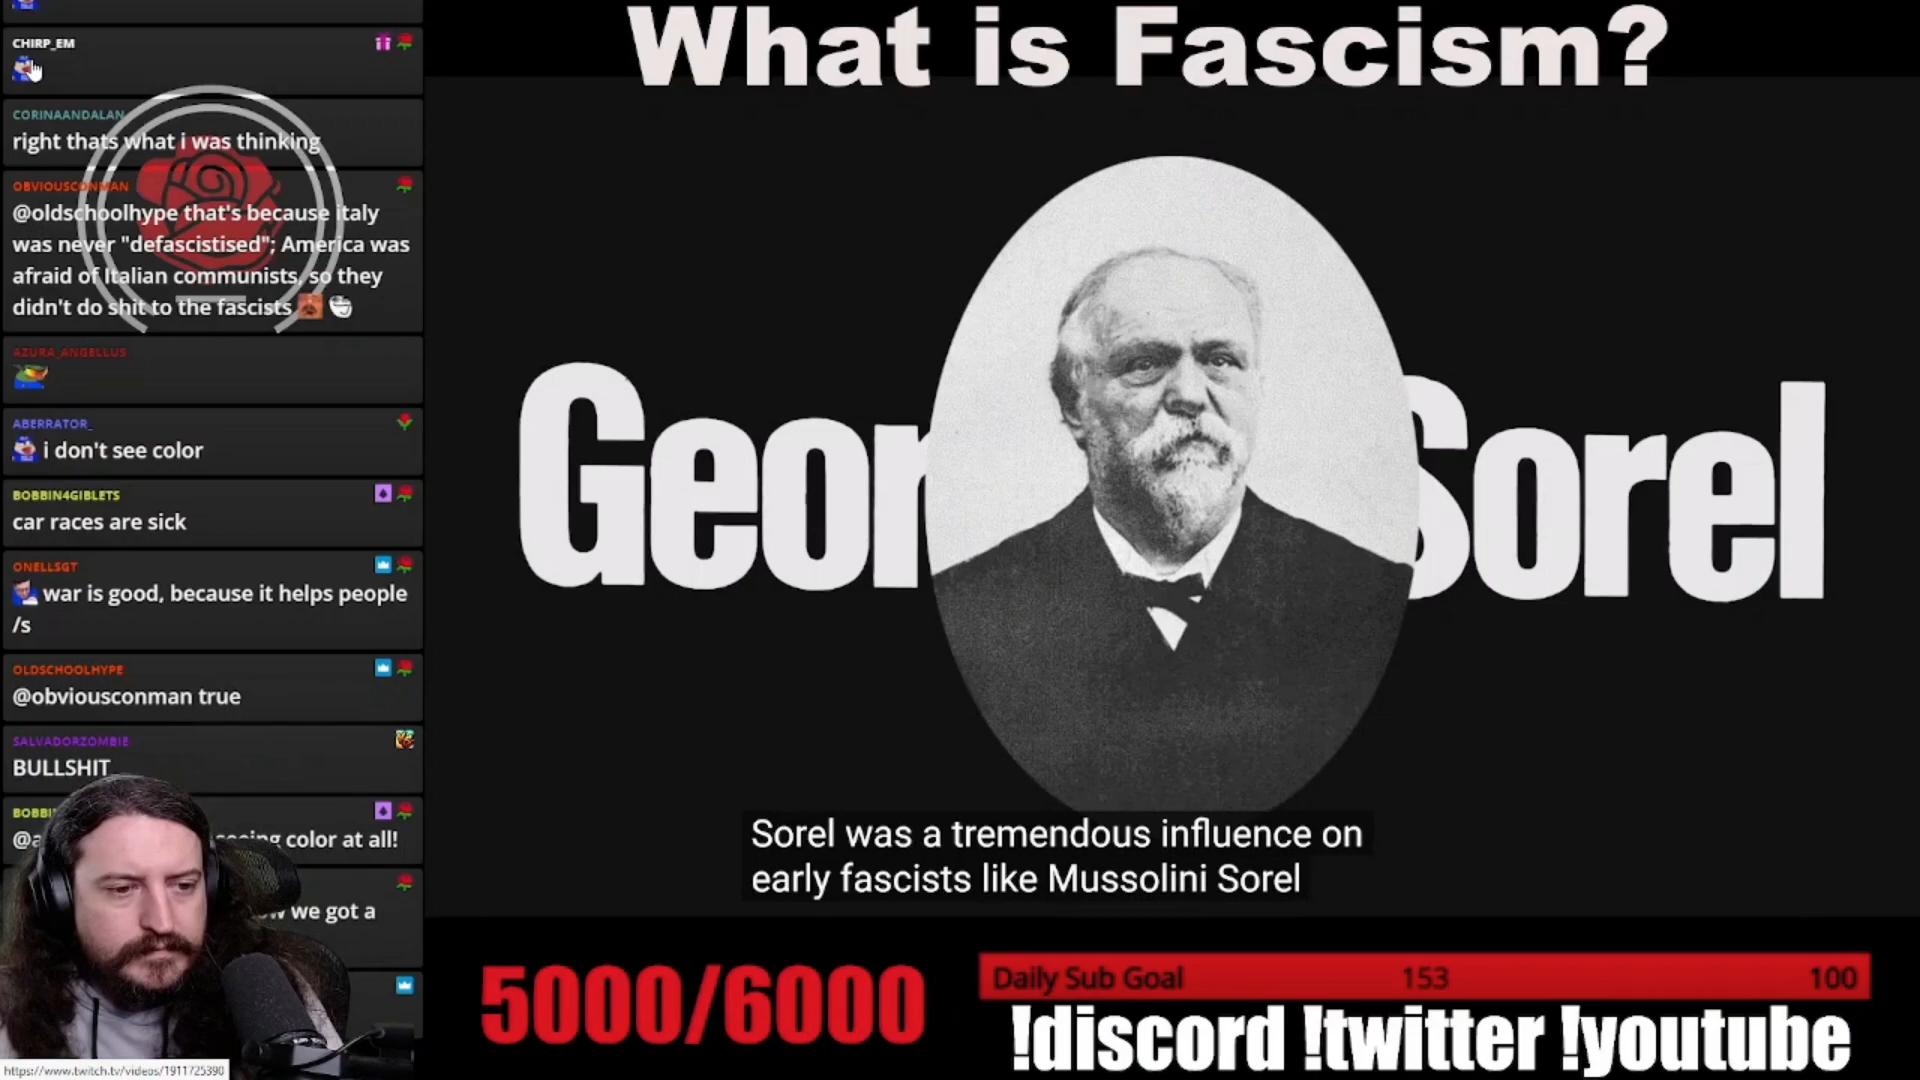 What is Fascism?
CHIRP_EM
CORINAANDALAN
right thats what i was thinking
OBVIOUSCONMAN
@oldschoolhype that's because italy
was never "defascistised"; America was
afraid of Italian communists, so they
didn't do shit to the fascists
AZURA_ANGELLUS
ABERRATOR_
i don't see color
BOBBIN4GIBLETS
car races are sick
ONELLSGT
war is good, because it helps people
/s
OLDSCHOOLHYPE
@obviousconman true
SALVADORZOMBIE
BULLSHIT
BOBBI
@a seeing color at all!
we got a
Geor Sorel
Sorel was a tremendous influence on
early fascists like Mussolini Sorel
5000/6000
Daily Sub Goal 153 100
!discord !twitter !youtube
https://www.twitch.tv/videos/1911725390